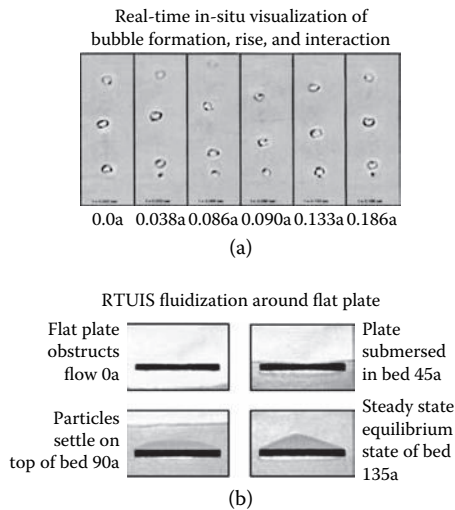 Real-time in-situ visualization of
bubble formation, rise, and interaction
0.0a 0.038a 0.086a 0.090a 0.133a 0.186a
(a)
RTUIS fluidization around flat plate
Flat plate
obstructs
flow 0a
Plate
submersed
in bed 45a
Particles
settle on
top of bed 90a
Steady state
equilibrium
state of bed
135a
(b)